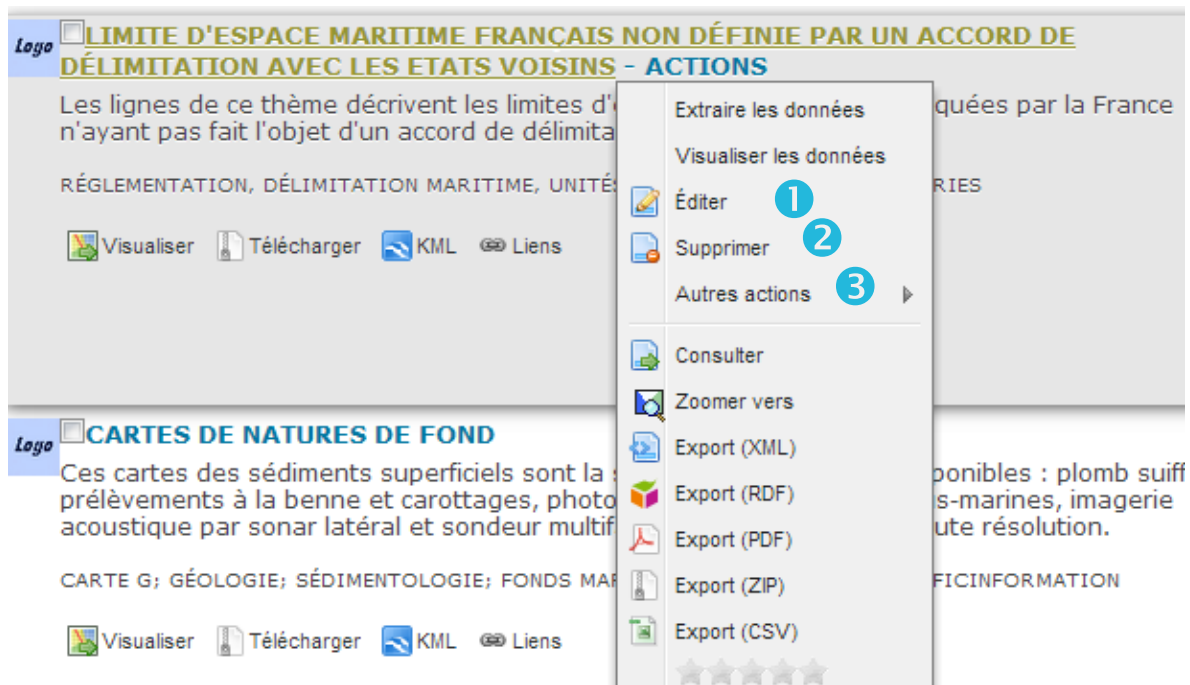 Logo LIMITE D'ESPACE MARITIME FRANÇAIS NON DÉFINIE PAR UN ACCORD DE
DÉLIMITATION AVEC LES ETATS VOISINS - ACTIONS
Les lignes de ce thème décrivent les limites quées par la France
n'ayant pas fait l'objet d'un accord de
RÉGLEMENTATION, DÉLIMITATION MARITIME,
Visualiser Télécharger KML Liens
Extraire les données
Visualiser les données
Éditer 1
Supprimer 2
Autres actions 3
Consulter
Zoomer vers
Export (XML)
Export (RDF)
Export (PDF)
Export (ZIP)
Export (CSV)
Logo CARTES DE NATURES DE FOND
Ces cartes des sédiments superficiels sont la ponibles : plomb suiff
prélèvements à la benne et carottages, photo s-marines, imagerie
acoustique par sonar latéral et sondeur multif ute résolution.
CARTE G; GÉOLOGIE; SÉDIMENTOLOGIE; FONDS MA FICINFORMATION
Visualiser Télécharger KML Liens